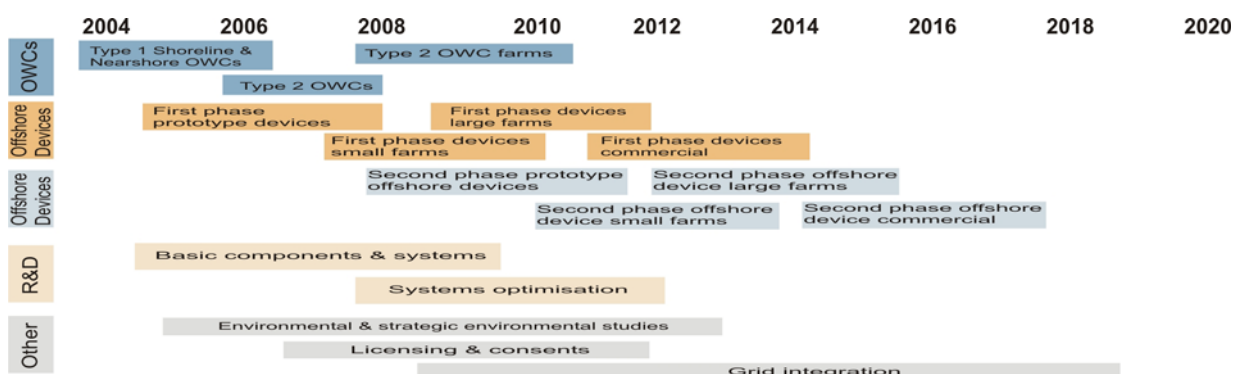 2004 2006 2008 2010 2012 2014 2016 2018 2020
OWCs
Type 1 Shoreline &
Nearshore OWCs
Type 2 OWC farms
Type 2 OWCs
Offshore
Devices
First phase
prototype devices
First phase devices
large farms
First phase devices
small farms
First phase devices
commercial
Offshore
Devices
Second phase prototype
offshore devices
Second phase offshore
device large farms
Second phase offshore
device small farms
Second phase offshore
device commercial
R&D
Basic components & systems
Systems optimisation
Other
Environmental & strategic environmental studies
Licensing & consents
Grid integration